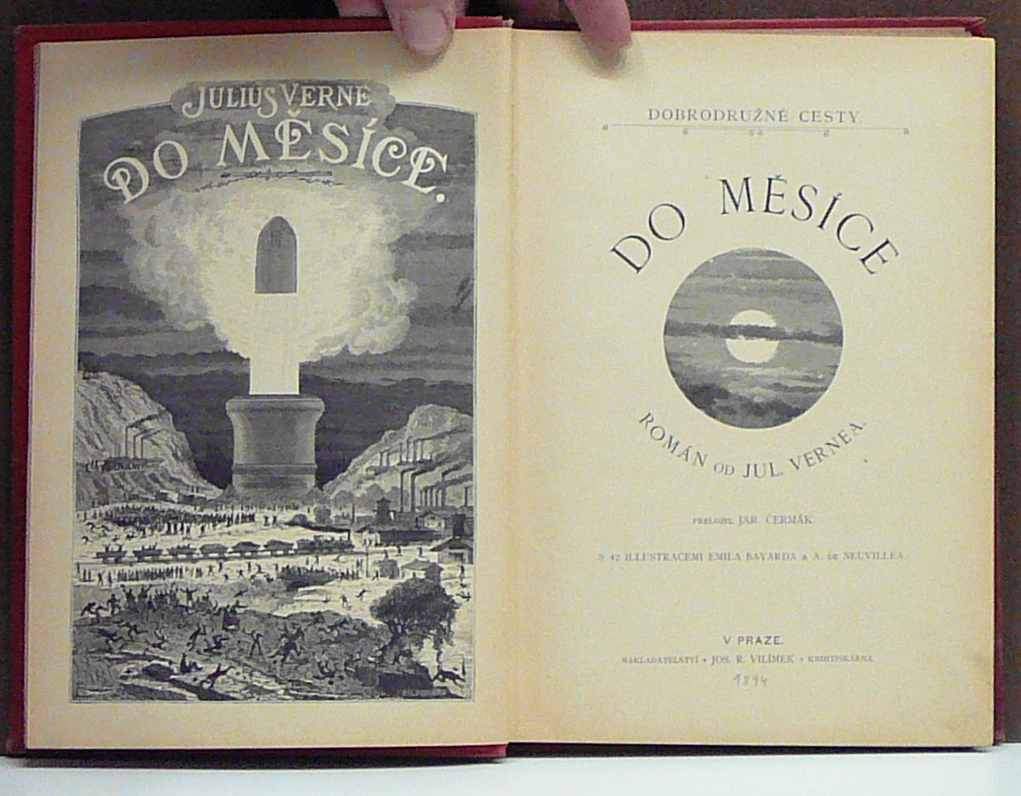 JULIUS VERNE
DO MĚSÍCE.
DOBRODRUŽNÉ CESTY
DO MĚSÍCE
ROMÁN OD JUL. VERNEA.
PŘELOŽIL JAR. ČERMÁK
S 42 ILLUSTRACEMI EMILA BAYARDA A A. DE NEUVILLEA.
V PRAZE.
NAKLADATELSTVÍ • JOS. R. VILÍMEK • KNIHTISKÁRNA
1894